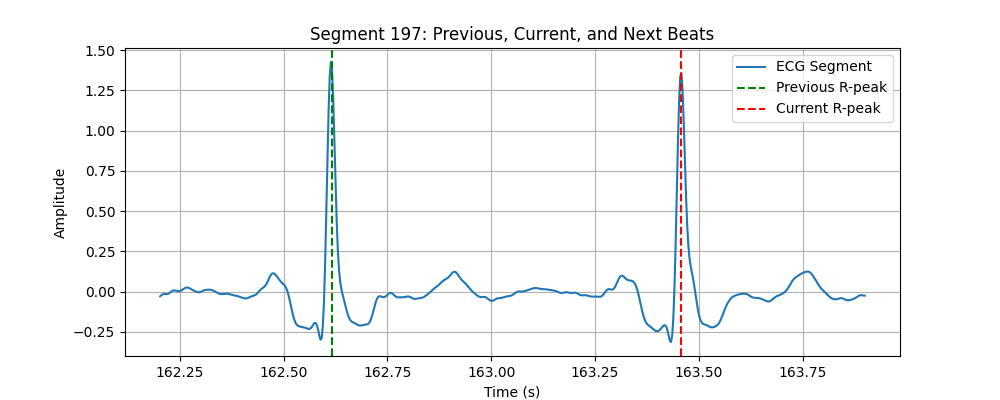 Segment 197: Previous, Current, and Next Beats
1.50
1.25
1.00
0.75
0.50
0.25
0.00
−0.25
Amplitude
ECG Segment
Previous R-peak
Current R-peak
162.25 162.50 162.75 163.00 163.25 163.50 163.75
Time (s)